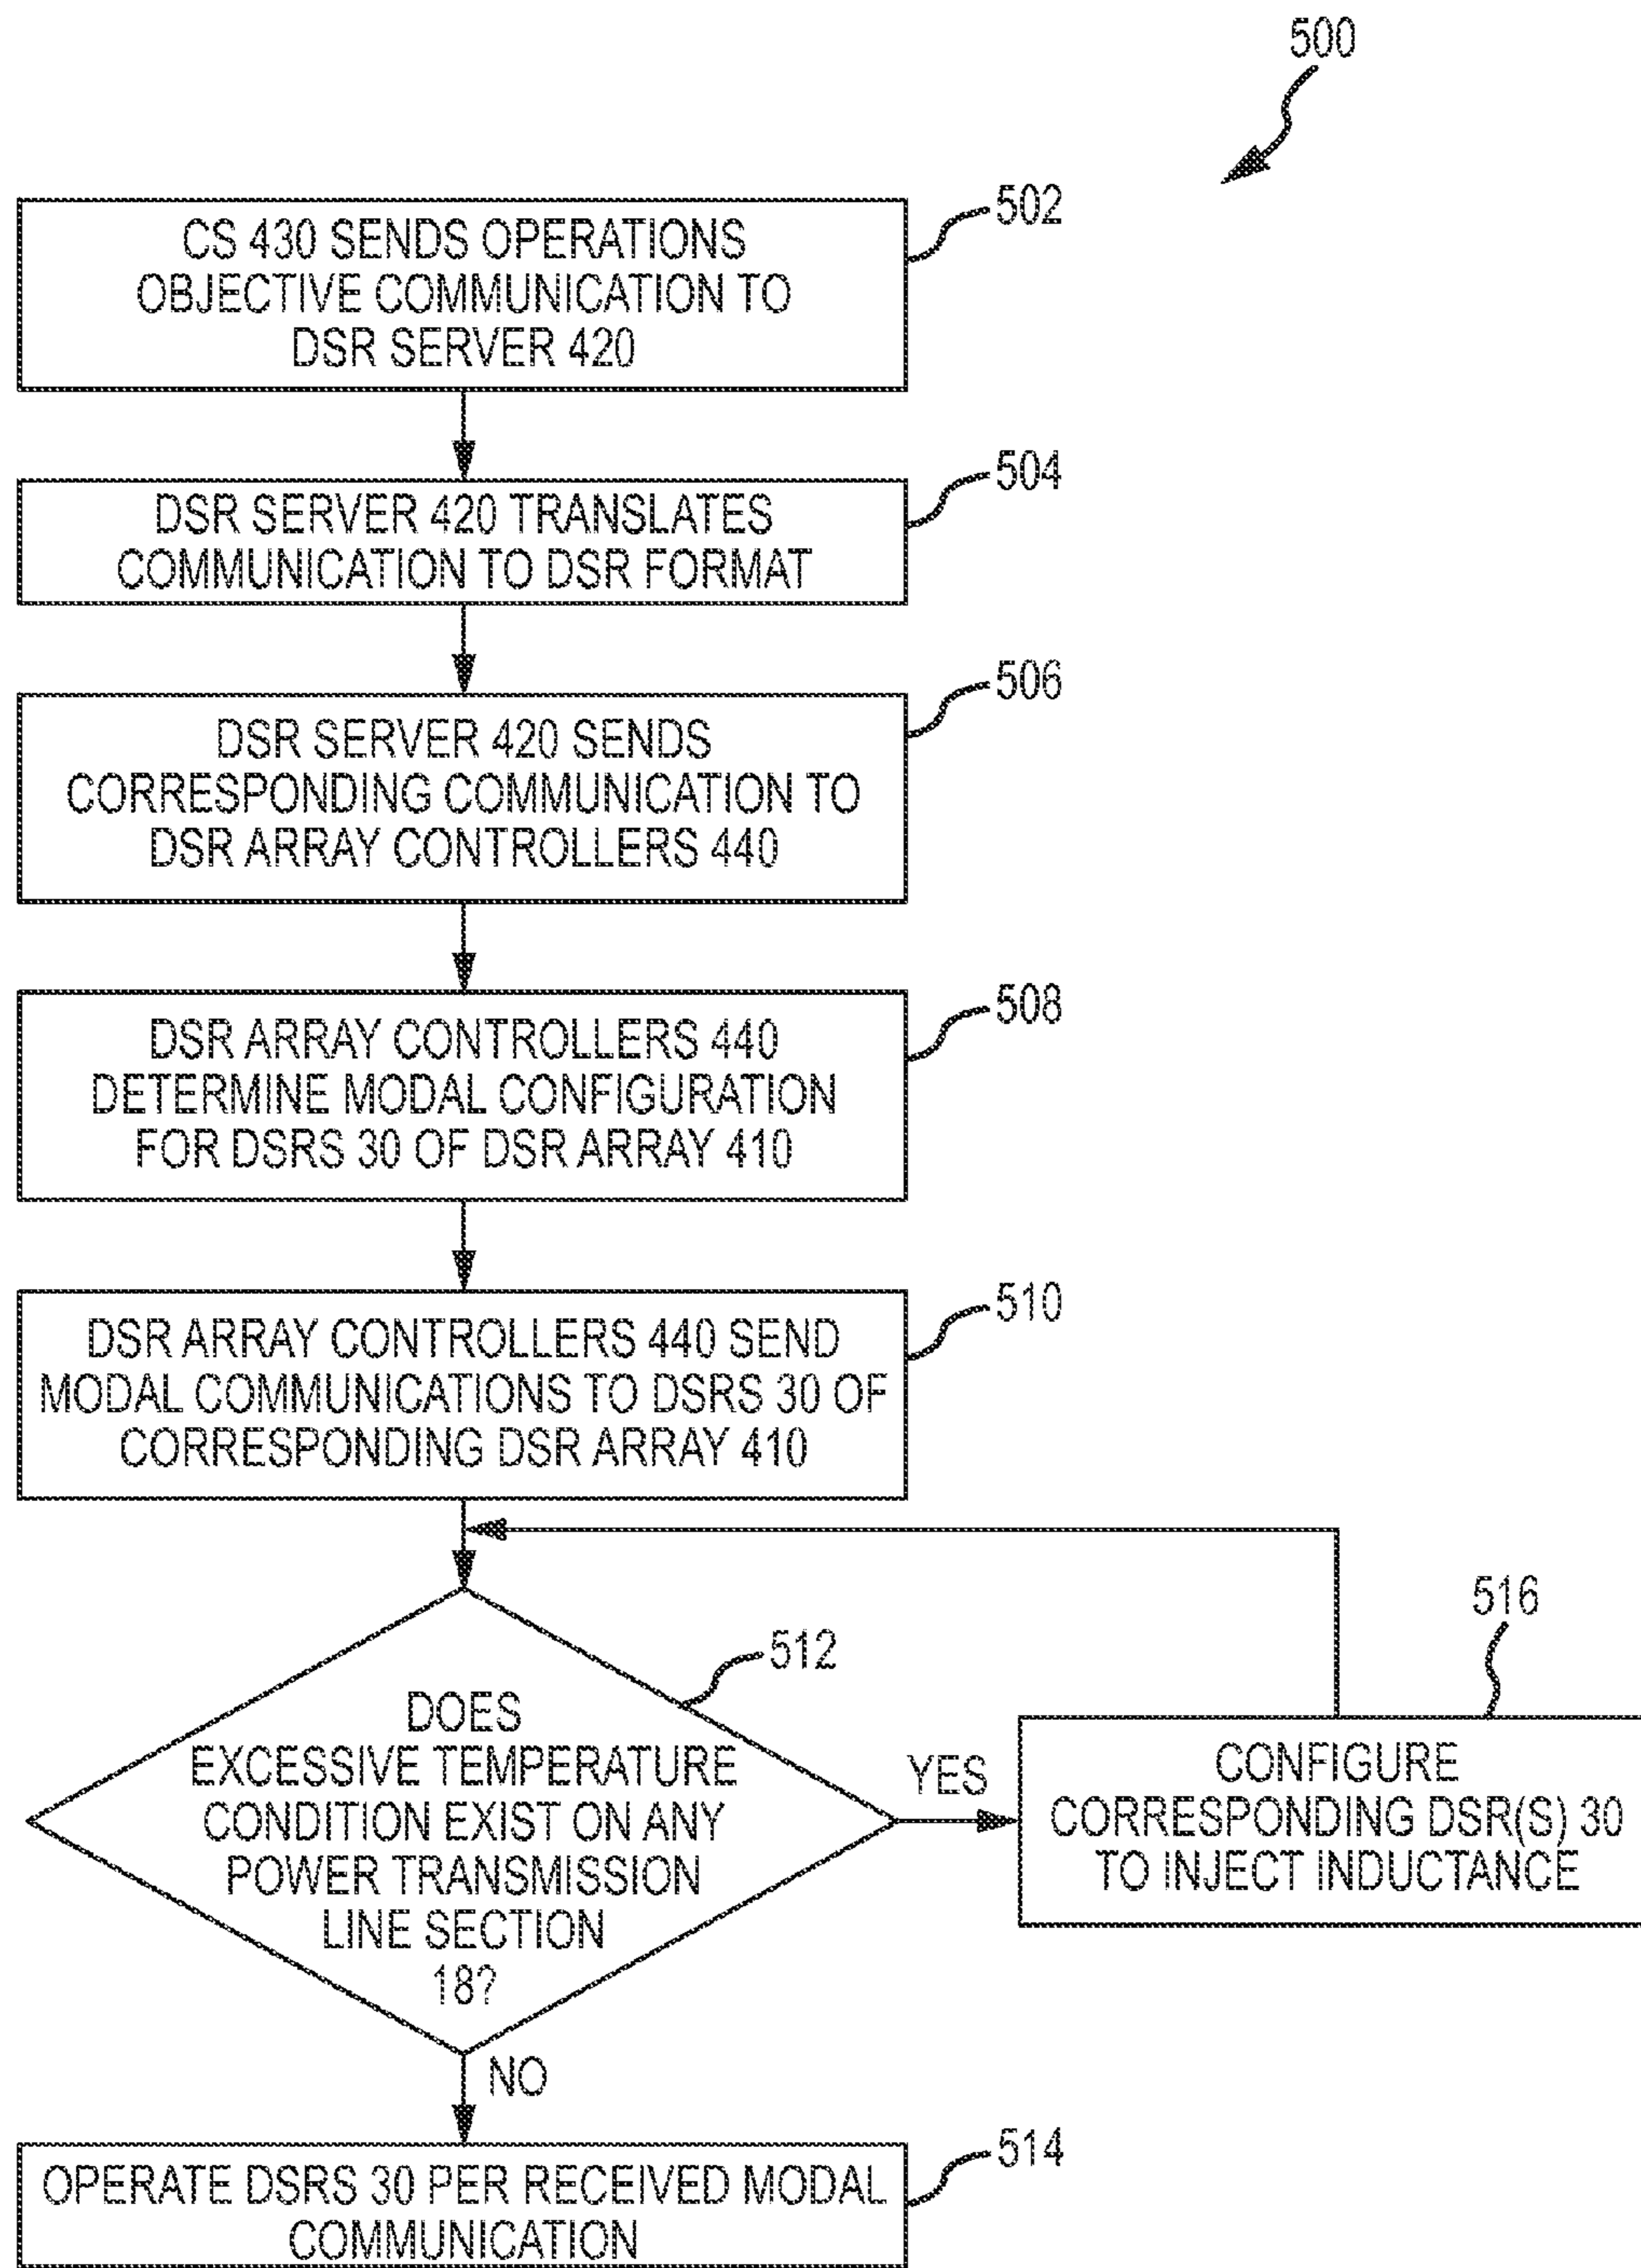 500
CS 430 SENDS OPERATIONS
OBJECTIVE COMMUNICATION TO
DSR SERVER 420
502
DSR SERVER 420 TRANSLATES
COMMUNICATION TO DSR FORMAT
504
DSR SERVER 420 SENDS
CORRESPONDING COMMUNICATION TO
DSR ARRAY CONTROLLERS 440
506
DSR ARRAY CONTROLLERS 440
DETERMINE MODAL CONFIGURATION
FOR DSRS 30 OF DSR ARRAY 410
508
DSR ARRAY CONTROLLERS 440 SEND
MODAL COMMUNICATIONS TO DSRS 30 OF
CORRESPONDING DSR ARRAY 410
510
DOES
EXCESSIVE TEMPERATURE
CONDITION EXIST ON ANY
POWER TRANSMISSION
LINE SECTION
18?
512
YES
CONFIGURE
CORRESPONDING DSR(S) 30
TO INJECT INDUCTANCE
516
NO
OPERATE DSRS 30 PER RECEIVED MODAL
COMMUNICATION
514